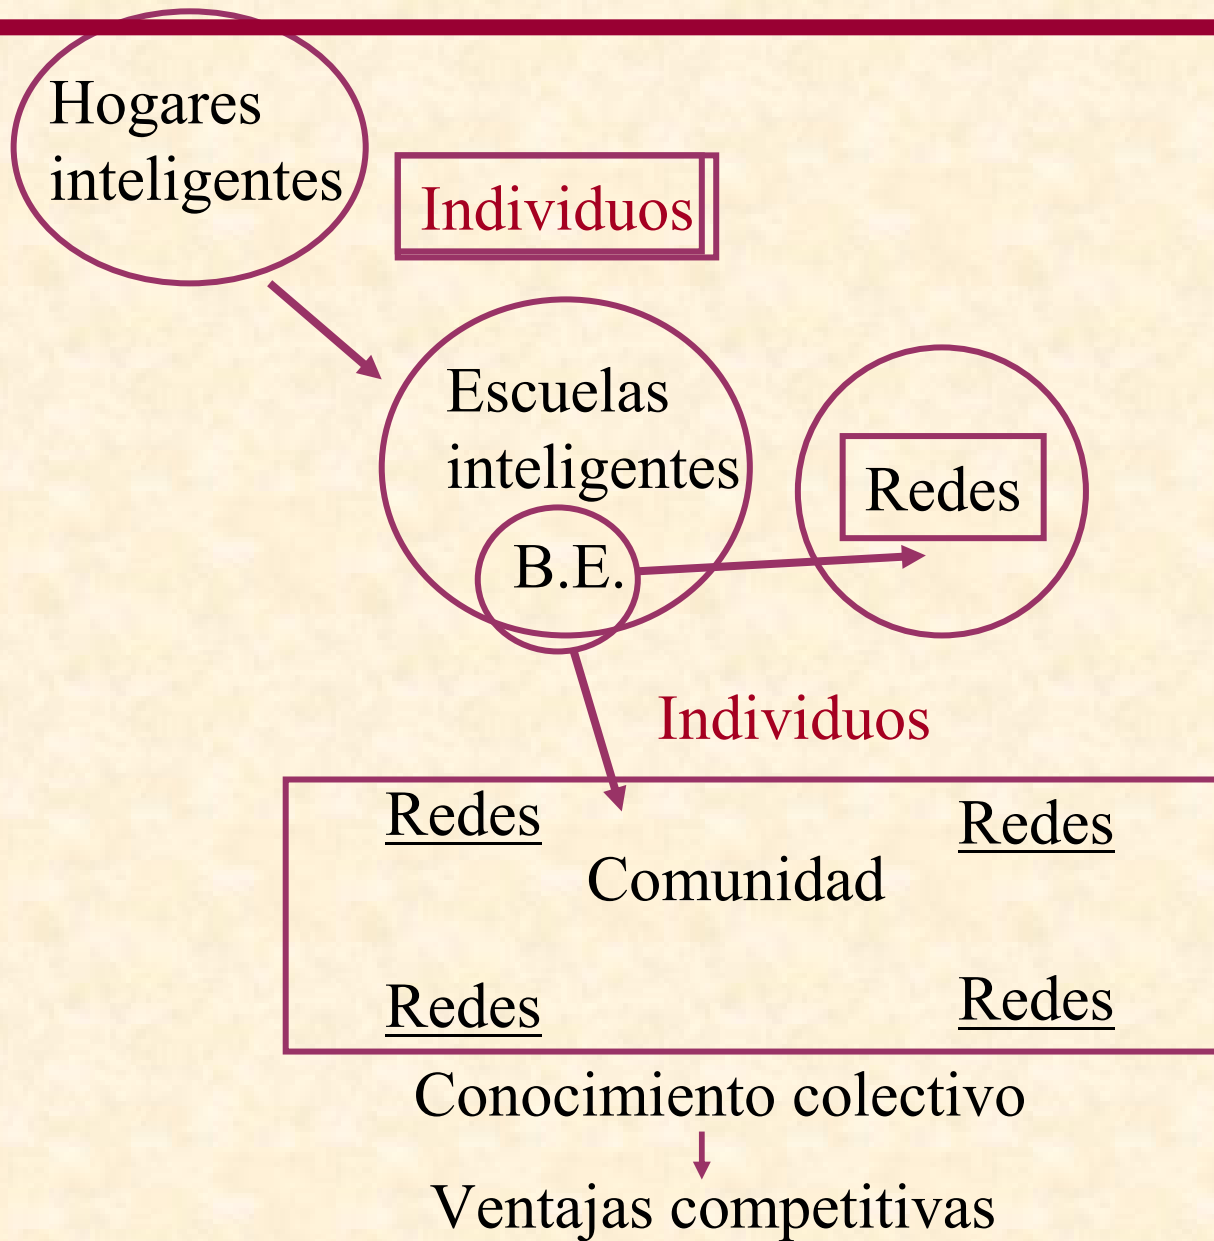 Hogares
inteligentes
Individuos
Escuelas
inteligentes
B.E.
Redes
Individuos
Redes
Redes
Comunidad
Redes
Redes
Conocimiento colectivo
Ventajas competitivas